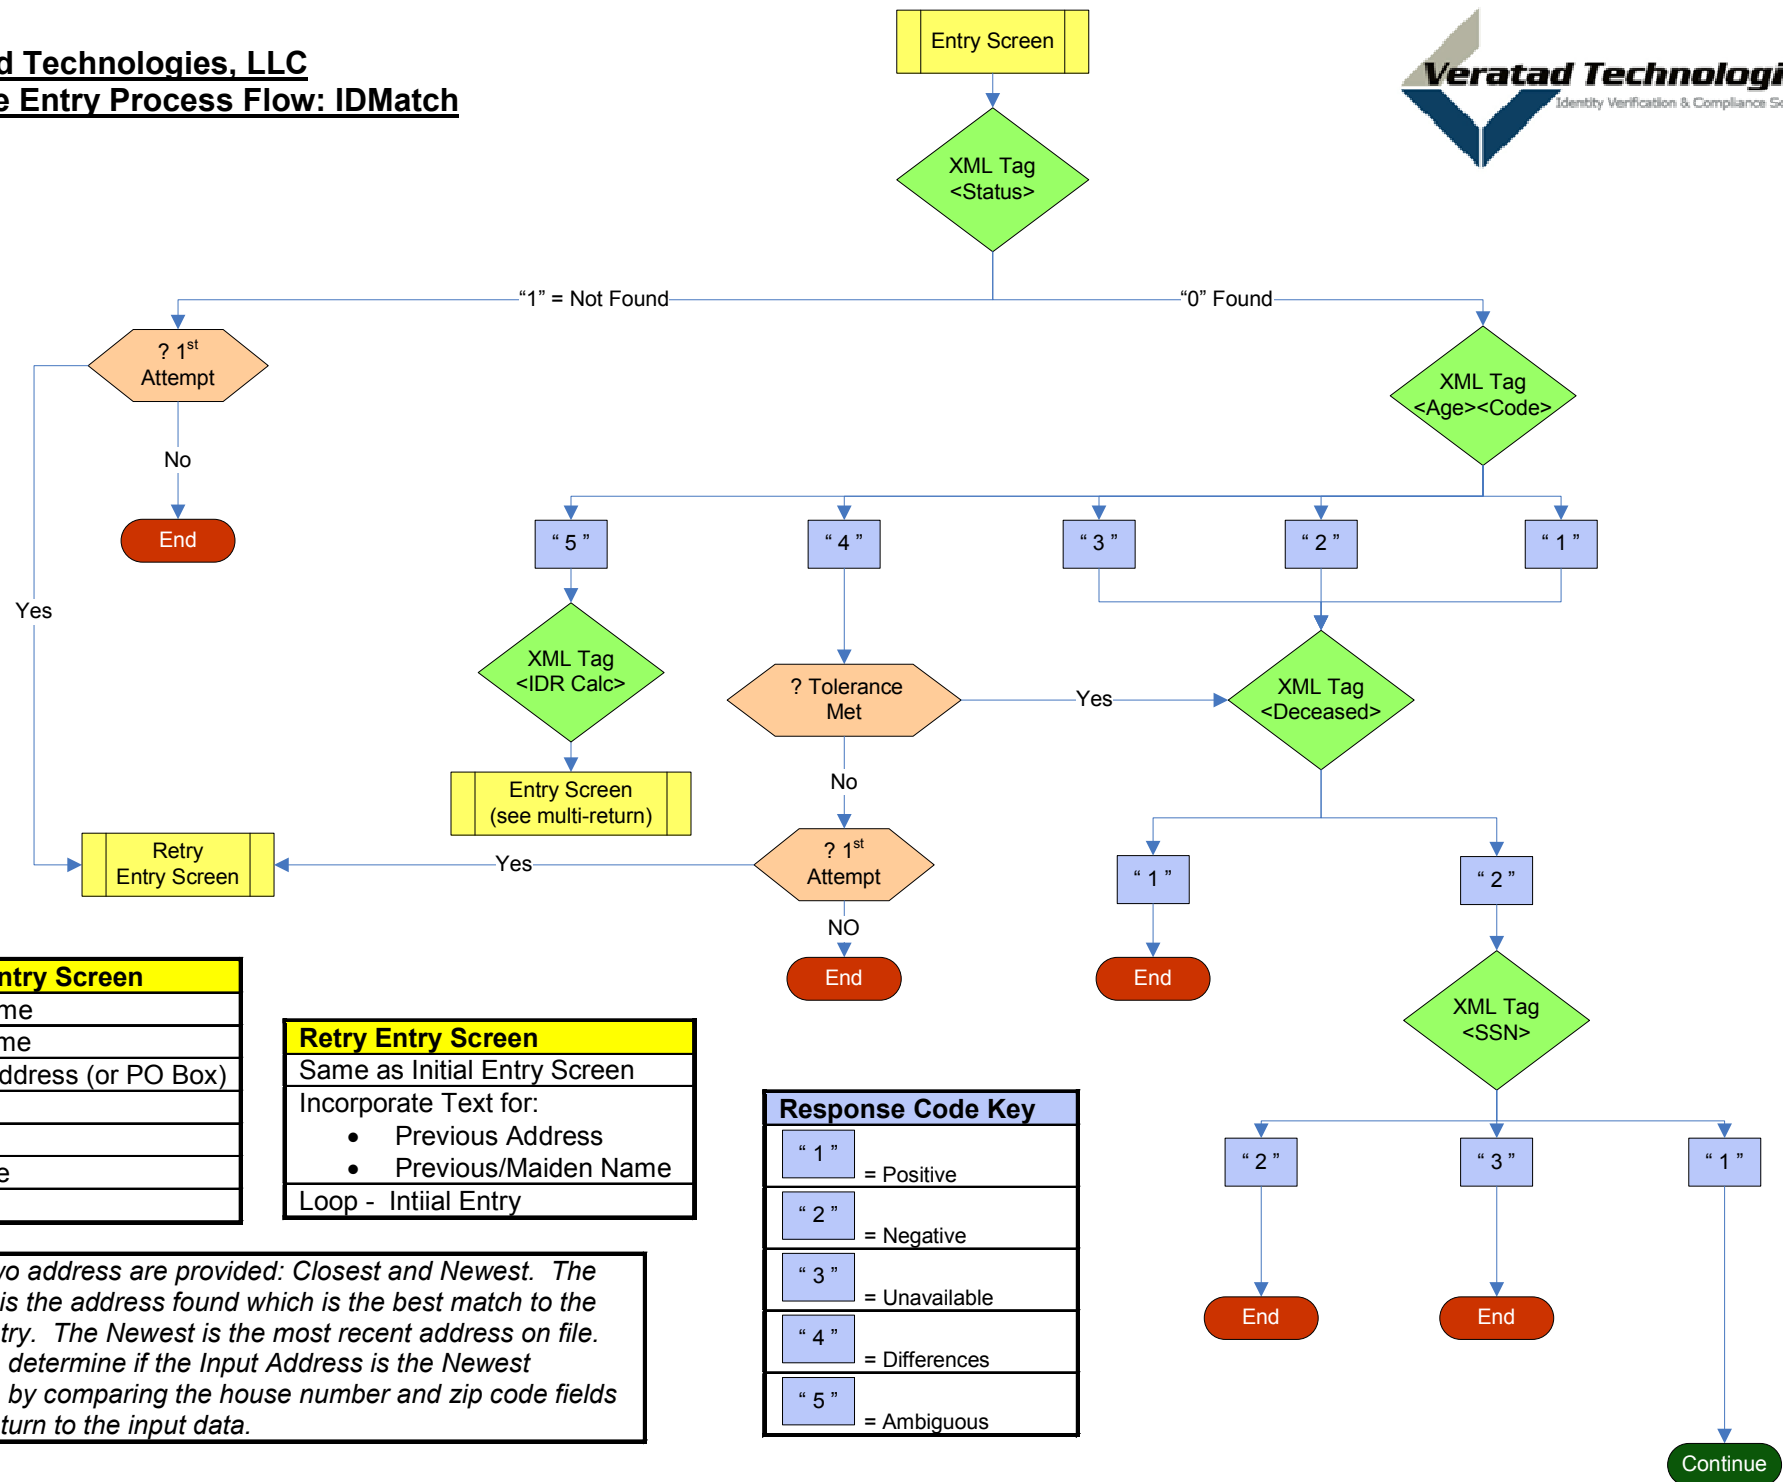 d Technologies, LLC
e Entry Process Flow: IDMatch
Entry Screen
Veratad Technologi
Identity Verification & Compliance So
XML Tag
<Status>
“1” = Not Found
“0” Found
? 1st
Attempt
XML Tag
<Age><Code>
No
End
“ 5 ”
“ 4 ”
“ 3 ”
“ 2 ”
“ 1 ”
Yes
XML Tag
<IDR Calc>
? Tolerance
Met
Yes
XML Tag
<Deceased>
Entry Screen
(see multi-return)
No
Retry
Entry Screen
Yes
? 1st
Attempt
“ 1 ”
“ 2 ”
NO
End
End
XML Tag
<SSN>
“ 2 ”
“ 3 ”
“ 1 ”
End
End
Continue
ntry Screen
me
me
ddress (or PO Box)
e
Retry Entry Screen
Same as Initial Entry Screen
Incorporate Text for:
• Previous Address
• Previous/Maiden Name
Loop - Intiial Entry
Response Code Key
“ 1 ” = Positive
“ 2 ” = Negative
“ 3 ” = Unavailable
“ 4 ” = Differences
“ 5 ” = Ambiguous
wo address are provided: Closest and Newest. The
is the address found which is the best match to the
try. The Newest is the most recent address on file.
determine if the Input Address is the Newest
by comparing the house number and zip code fields
turn to the input data.